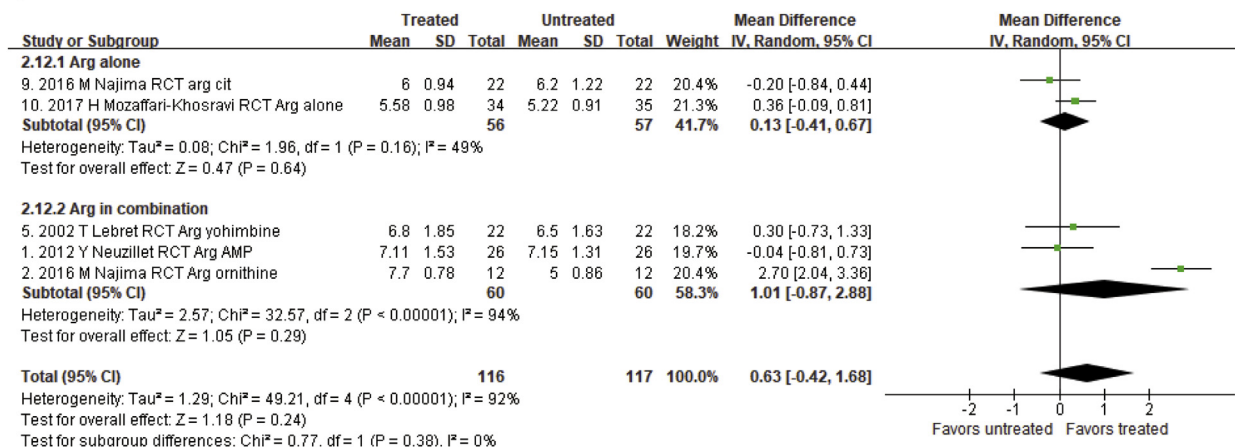 Treated Untreated Mean Difference Mean Difference
Study or Subgroup Mean SD Total Mean SD Total Weight IV, Random, 95% CI IV, Random, 95% CI
2.12.1 Arg alone
9. 2016 M Najima RCT arg cit 6 0.94 22 6.2 1.22 22 20.4% -0.20 [-0.84, 0.44]
10. 2017 H Mozaffari-Khosravi RCT Arg alone 5.58 0.98 34 5.22 0.91 35 21.3% 0.36 [-0.09, 0.81]
Subtotal (95% CI) 56 57 41.7% 0.13 [-0.41, 0.67]
Heterogeneity: Tau² = 0.08; Chi² = 1.96, df = 1 (P = 0.16); I² = 49%
Test for overall effect: Z = 0.47 (P = 0.64)
2.12.2 Arg in combination
5. 2002 T Lebret RCT Arg yohimbine 6.8 1.85 22 6.5 1.63 22 18.2% 0.30 [-0.73, 1.33]
1. 2012 Y Neuzillet RCT Arg AMP 7.11 1.53 26 7.15 1.31 26 19.7% -0.04 [-0.81, 0.73]
2. 2016 M Najima RCT Arg ornithine 7.7 0.78 12 5 0.86 12 20.4% 2.70 [2.04, 3.36]
Subtotal (95% CI) 60 60 58.3% 1.01 [-0.87, 2.88]
Heterogeneity: Tau² = 2.57; Chi² = 32.57, df = 2 (P < 0.00001); I² = 94%
Test for overall effect: Z = 1.05 (P = 0.29)
Total (95% CI) 116 117 100.0% 0.63 [-0.42, 1.68]
Heterogeneity: Tau² = 1.29; Chi² = 49.21, df = 4 (P < 0.00001); I² = 92%
Test for overall effect: Z = 1.18 (P = 0.24)
Test for subgroup differences: Chi² = 0.77, df = 1 (P = 0.38), I² = 0%
-2 -1 0 1 2
Favors untreated Favors treated